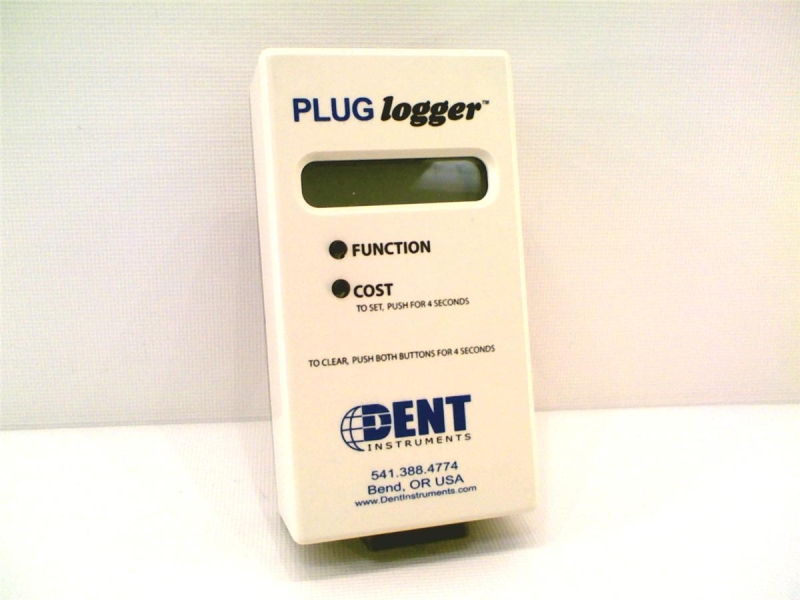 PLUG logger™
FUNCTION
COST
TO SET, PUSH FOR 4 SECONDS
TO CLEAR, PUSH BOTH BUTTONS FOR 4 SECONDS
DENT
INSTRUMENTS
541.388.4774
Bend, OR USA
www.DentInstruments.com